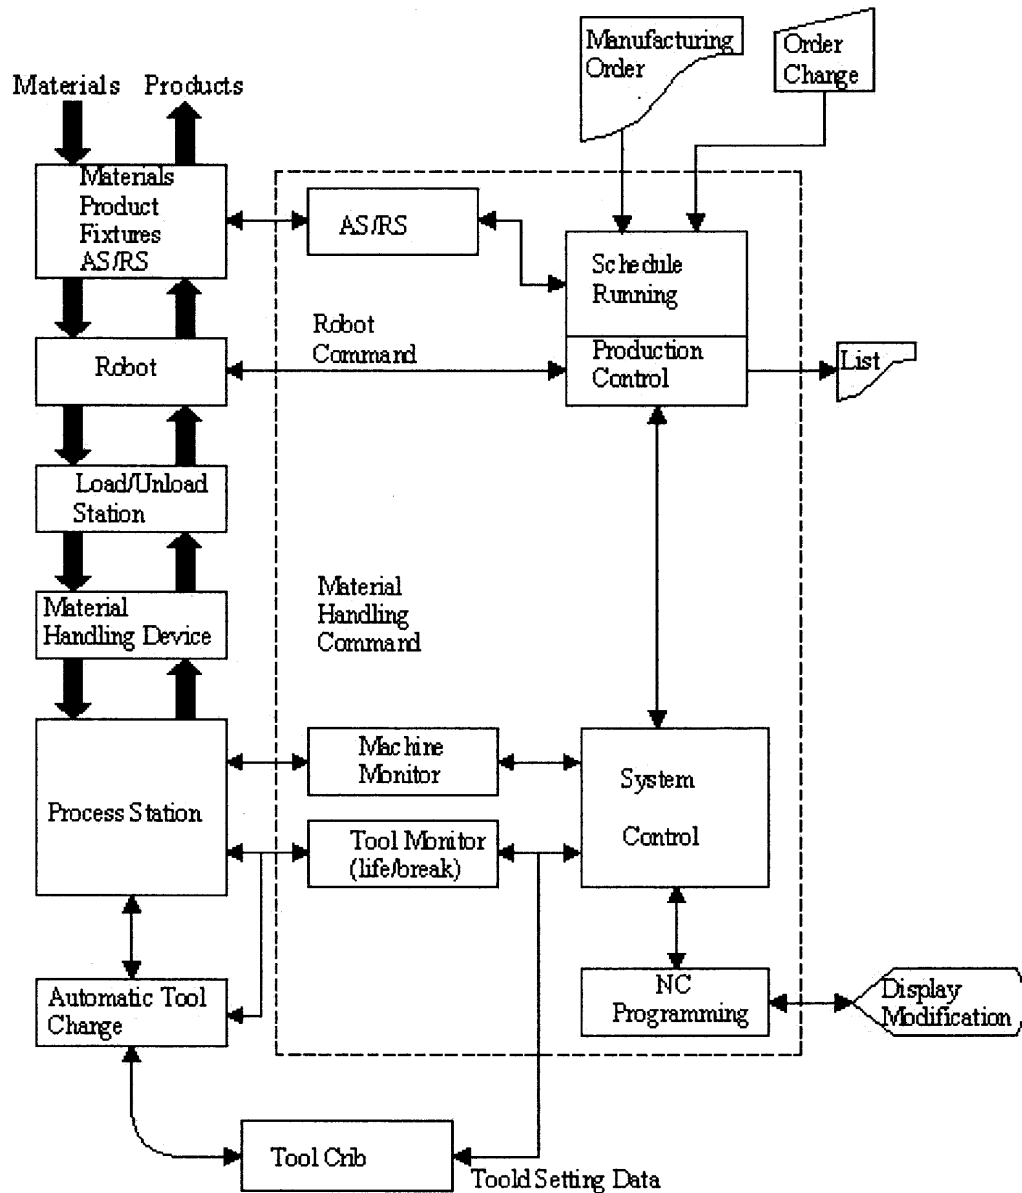 Manufacturing
Order
Order
Change
Materials
Products
Materials
Product
Fixtures
AS/RS
AS/RS
Schedule
Running
Robot
Command
Robot
Production
Control
List
Load/Unload
Station
Material
Handling Device
Material
Handling
Command
Machine
Monitor
System
Control
Process Station
Tool Monitor
(life/break)
Automatic Tool
Change
NC
Programming
Display
Modification
Tool Crib
Toold Setting Data